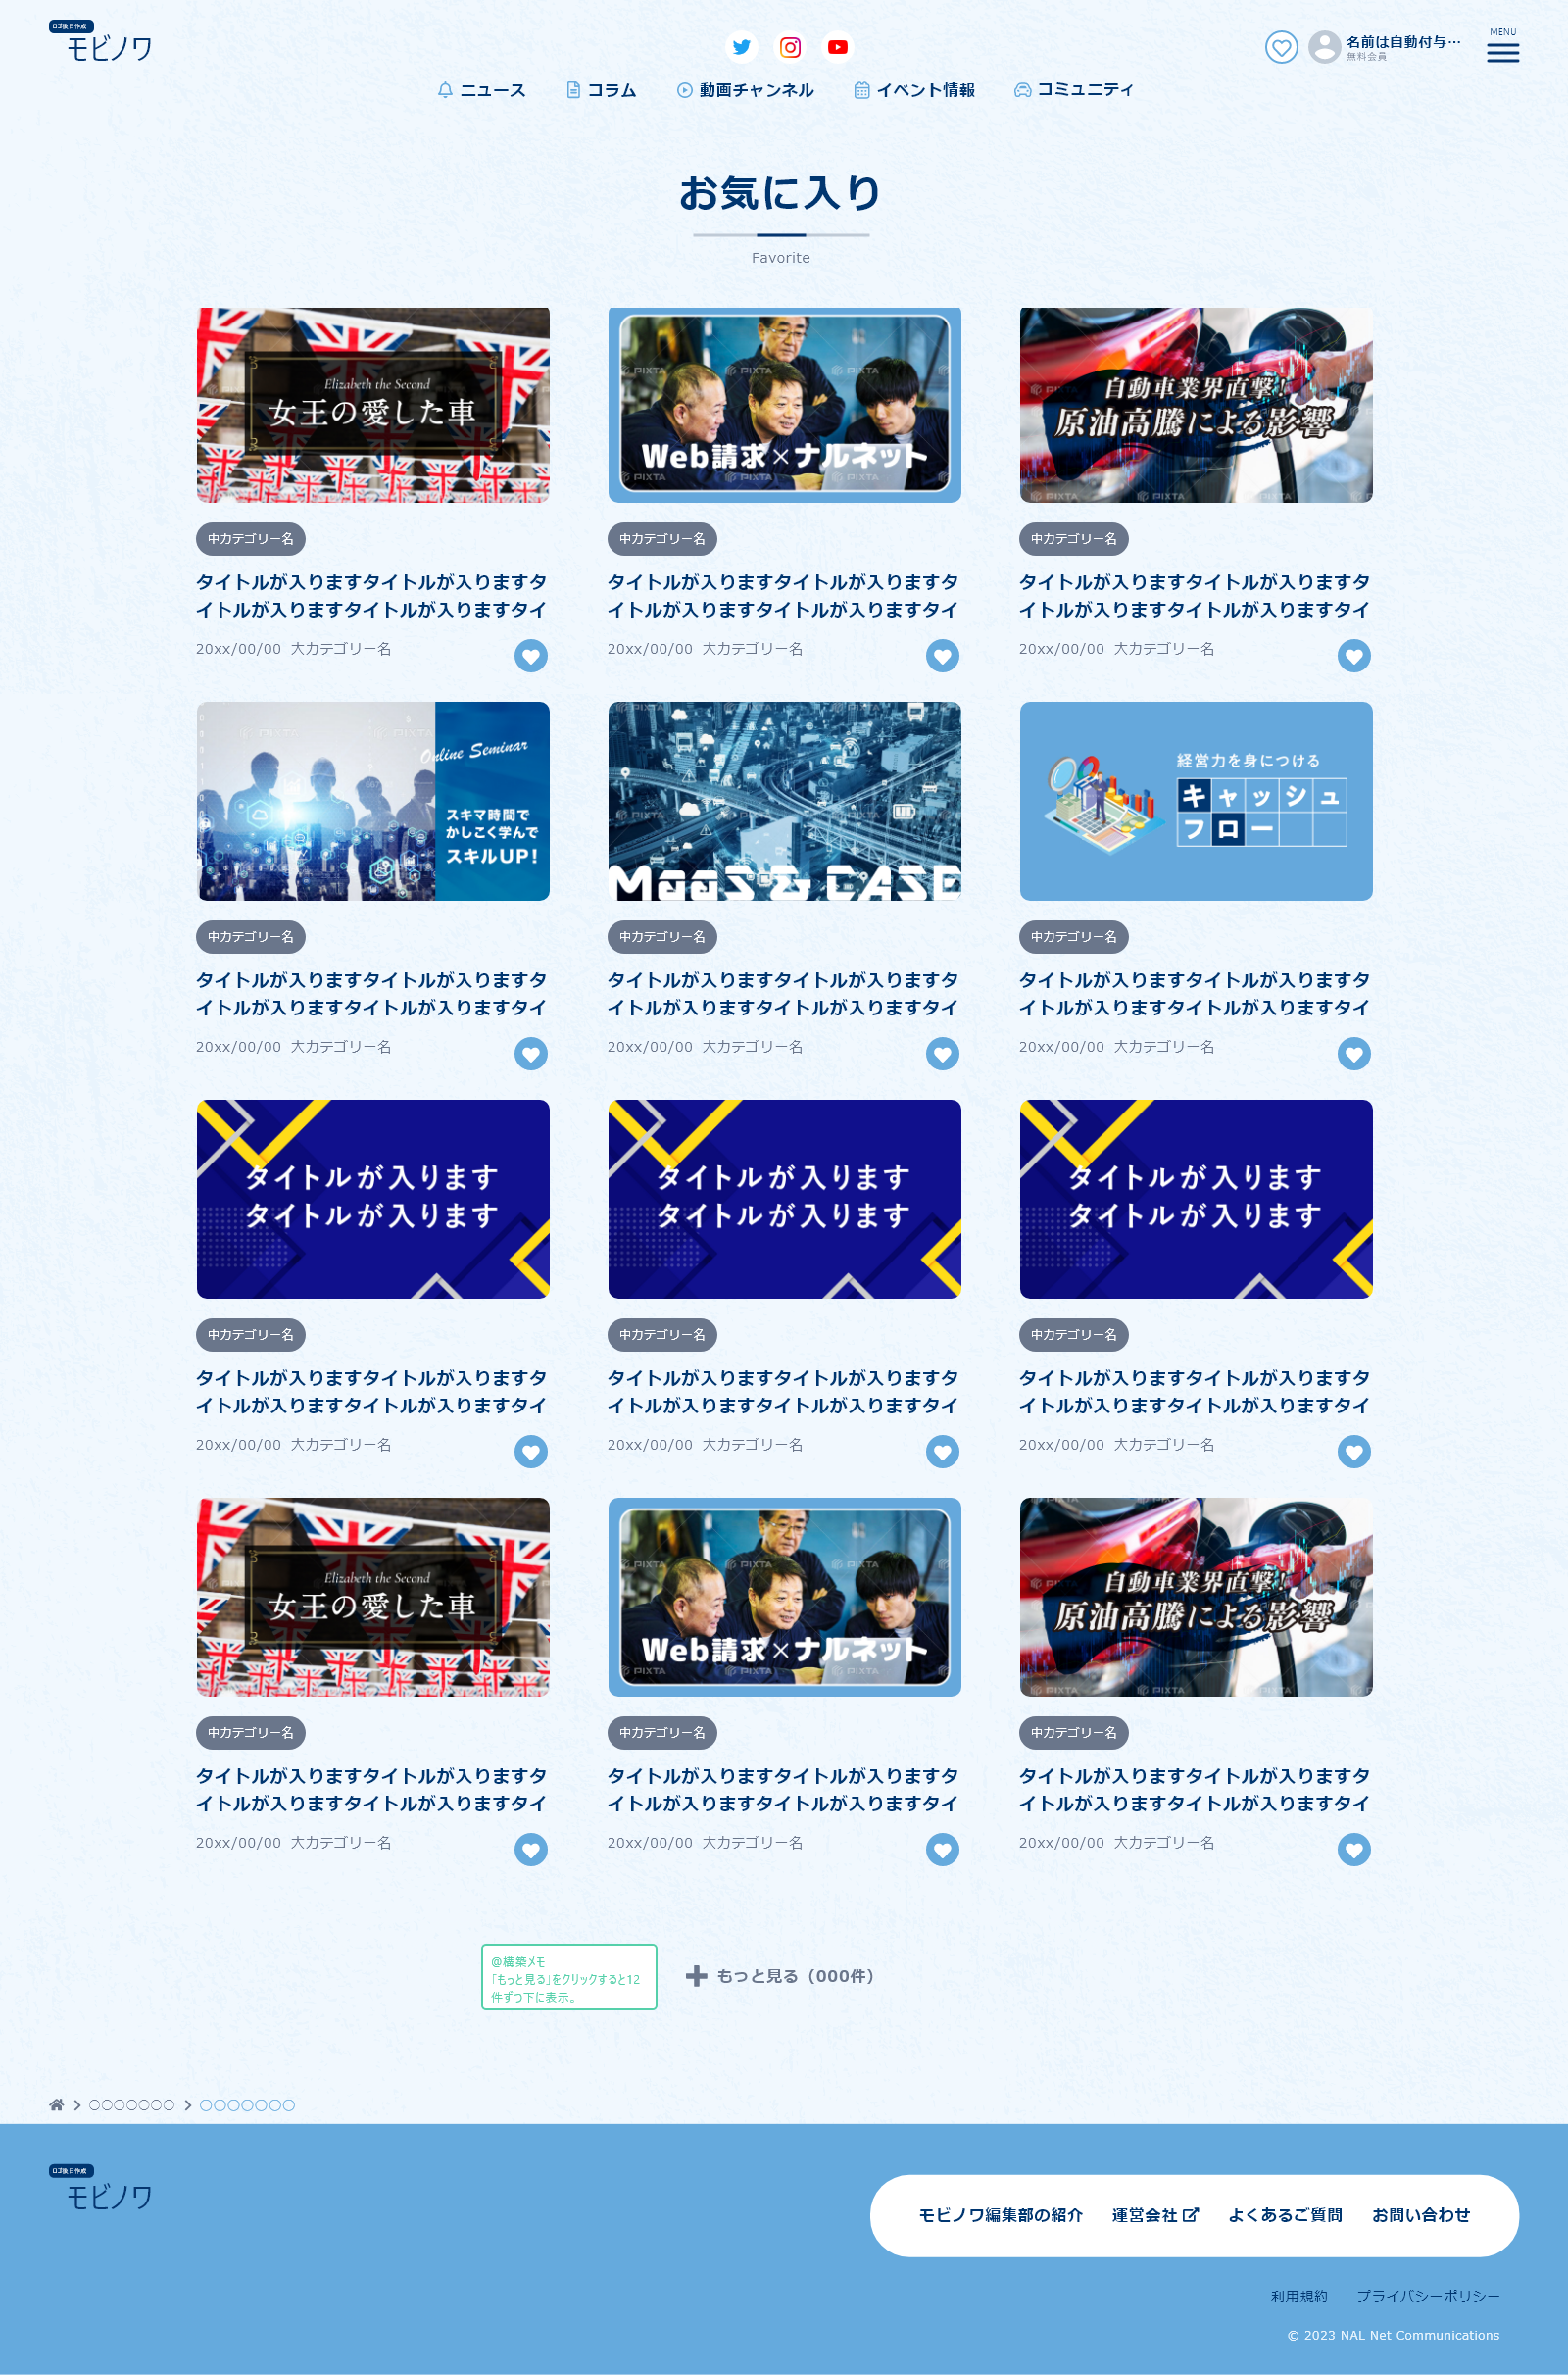 ロゴ後日作成
モビノワ
名前は自動付与…
無料会員
MENU
ニュース
コラム
動画チャンネル
イベント情報
コミュニティ
お気に入り
Favorite
Elizabeth the Second
女王の愛した車
Web請求×ナルネット
自動車業界直撃!
原油高騰による影響
中カテゴリー名
中カテゴリー名
中カテゴリー名
タイトルが入りますタイトルが入りますタ
イトルが入りますタイトルが入りますタイ
タイトルが入りますタイトルが入りますタ
イトルが入りますタイトルが入りますタイ
タイトルが入りますタイトルが入りますタ
イトルが入りますタイトルが入りますタイ
20xx/00/00 大カテゴリー名
20xx/00/00 大カテゴリー名
20xx/00/00 大カテゴリー名
Online Seminar
スキマ時間で
かしこく学んで
スキルUP!
MaaS & CASE
経営力を身につける
キャッシュ
フロー
中カテゴリー名
中カテゴリー名
中カテゴリー名
タイトルが入りますタイトルが入りますタ
イトルが入りますタイトルが入りますタイ
タイトルが入りますタイトルが入りますタ
イトルが入りますタイトルが入りますタイ
タイトルが入りますタイトルが入りますタ
イトルが入りますタイトルが入りますタイ
20xx/00/00 大カテゴリー名
20xx/00/00 大カテゴリー名
20xx/00/00 大カテゴリー名
タイトルが入ります
タイトルが入ります
タイトルが入ります
タイトルが入ります
タイトルが入ります
タイトルが入ります
中カテゴリー名
中カテゴリー名
中カテゴリー名
タイトルが入りますタイトルが入りますタ
イトルが入りますタイトルが入りますタイ
タイトルが入りますタイトルが入りますタ
イトルが入りますタイトルが入りますタイ
タイトルが入りますタイトルが入りますタ
イトルが入りますタイトルが入りますタイ
20xx/00/00 大カテゴリー名
20xx/00/00 大カテゴリー名
20xx/00/00 大カテゴリー名
Elizabeth the Second
女王の愛した車
Web請求×ナルネット
自動車業界直撃!
原油高騰による影響
中カテゴリー名
中カテゴリー名
中カテゴリー名
タイトルが入りますタイトルが入りますタ
イトルが入りますタイトルが入りますタイ
タイトルが入りますタイトルが入りますタ
イトルが入りますタイトルが入りますタイ
タイトルが入りますタイトルが入りますタ
イトルが入りますタイトルが入りますタイ
20xx/00/00 大カテゴリー名
20xx/00/00 大カテゴリー名
20xx/00/00 大カテゴリー名
@構築メモ
「もっと見る」をクリックすると12
件ずつ下に表示。
もっと見る（000件）
〇〇〇〇〇〇〇
〇〇〇〇〇〇〇
ロゴ後日作成
モビノワ
モビノワ編集部の紹介
運営会社
よくあるご質問
お問い合わせ
利用規約
プライバシーポリシー
© 2023 NAL Net Communications